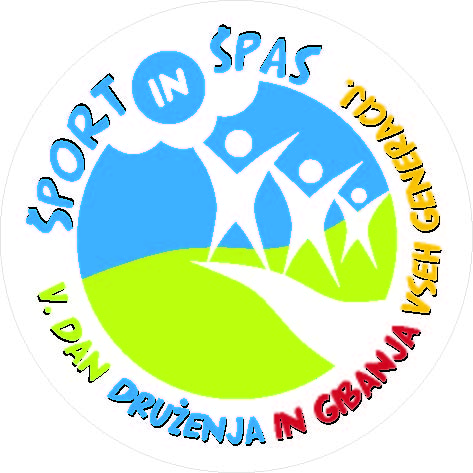 ŠPORT IN ŠPAS
V. DAN DRUŽENJA IN GIBANJA VSEH GENERACIJ.